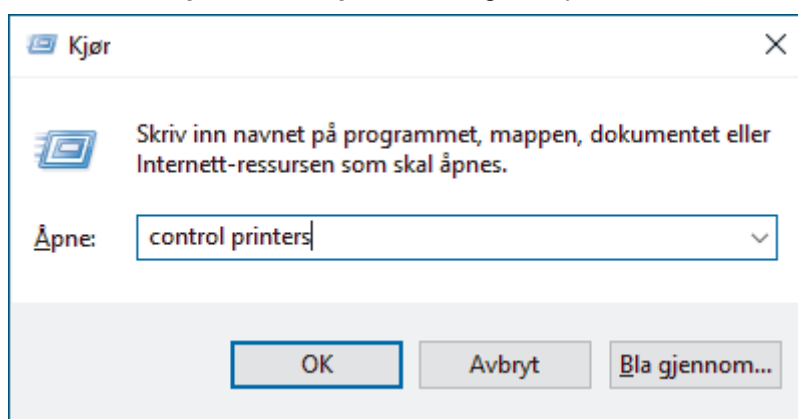 Kjør
Skriv inn navnet på programmet, mappen, dokumentet eller
Internett-ressursen som skal åpnes.
Åpne: control printers
OK Avbryt Bla gjennom...